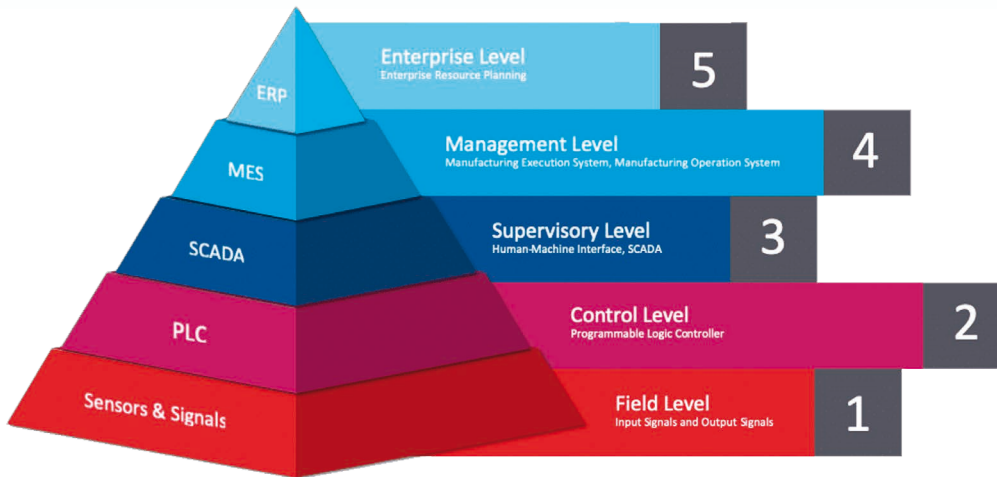 ERP
Enterprise Level
Enterprise Resource Planning
5
MES
Management Level
Manufacturing Execution System, Manufacturing Operation System
4
SCADA
Supervisory Level
Human-Machine Interface, SCADA
3
PLC
Control Level
Programmable Logic Controller
2
Sensors & Signals
Field Level
Input Signals and Output Signals
1